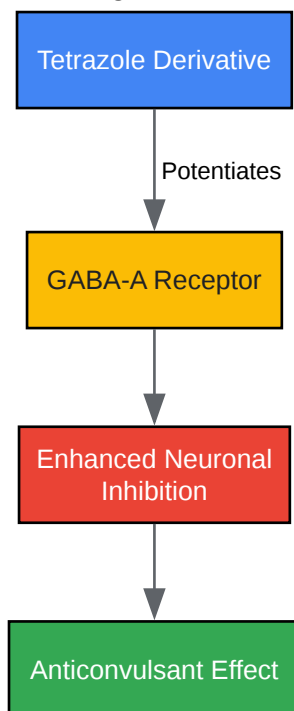 Tetrazole Derivative
Potentiates
GABA-A Receptor
Enhanced Neuronal
Inhibition
Anticonvulsant Effect